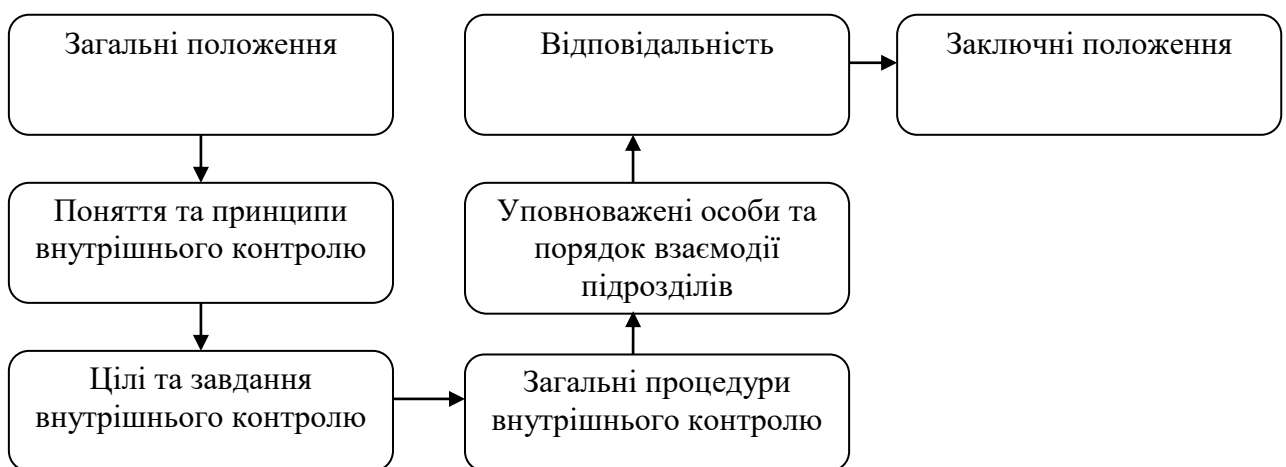 Загальні положення
Відповідальність
Заключні положення
Поняття та принципи
внутрішнього контролю
Уповноважені особи та
порядок взаємодії
підрозділів
Цілі та завдання
внутрішнього контролю
Загальні процедури
внутрішнього контролю